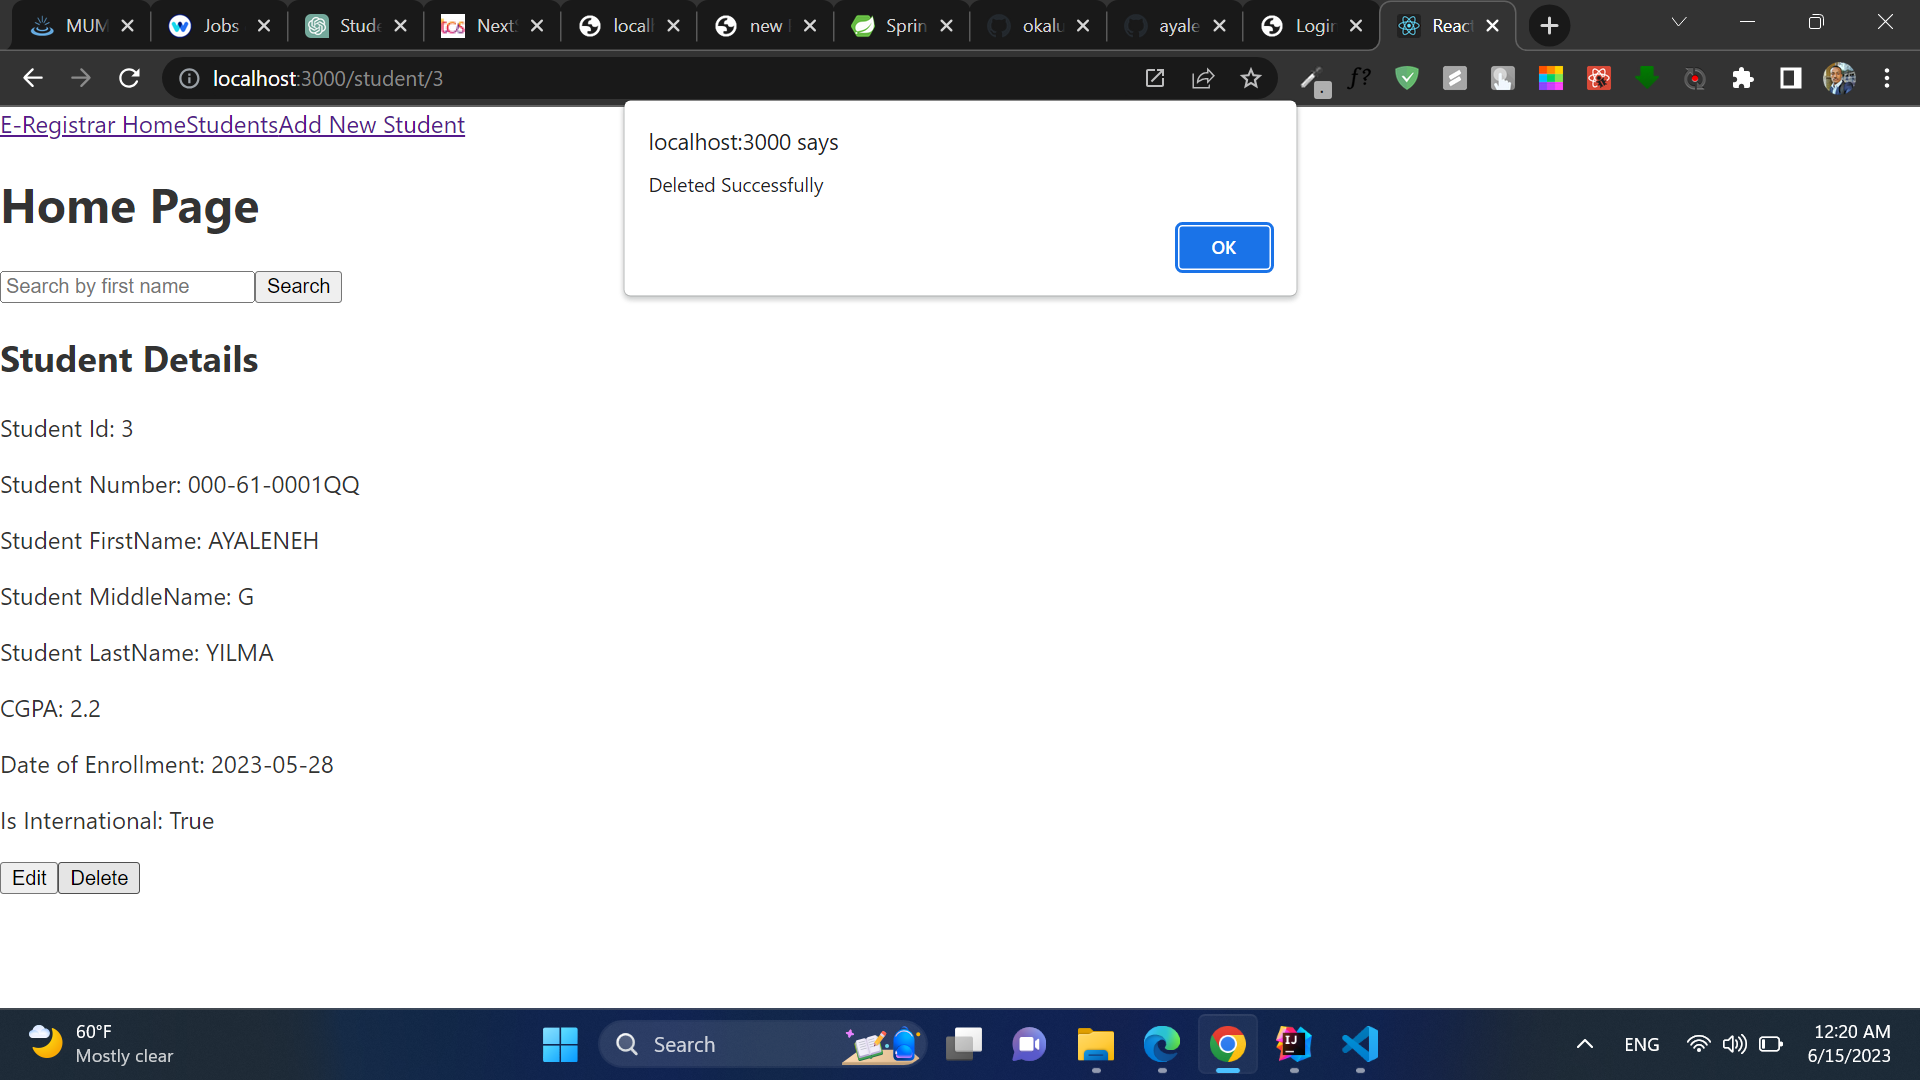 MUM Jobs Stude Next localh new Sprin okalu ayale Login React
localhost:3000/student/3
f?
E-Registrar HomeStudentsAdd New Student
localhost:3000 says
Deleted Successfully
OK
Home Page
Search by first name Search
Student Details
Student Id: 3
Student Number: 000-61-0001QQ
Student FirstName: AYALENEH
Student MiddleName: G
Student LastName: YILMA
CGPA: 2.2
Date of Enrollment: 2023-05-28
Is International: True
Edit Delete
60°F
Mostly clear
Search
IJ
ENG
12:20 AM
6/15/2023